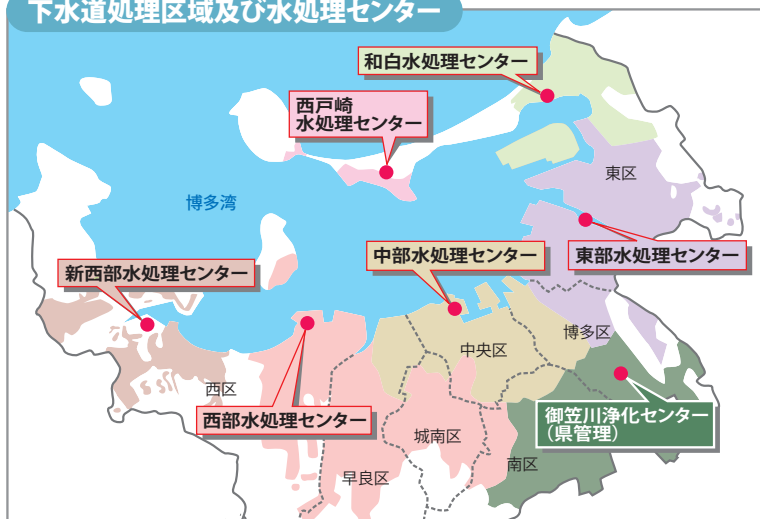 下水道処理区域及び水処理センター
和白水処理センター
西戸崎
水処理センター
東区
博多湾
中部水処理センター
東部水処理センター
新西部水処理センター
博多区
中央区
西区
西部水処理センター
御笠川浄化センター
（県管理）
城南区
南区
早良区